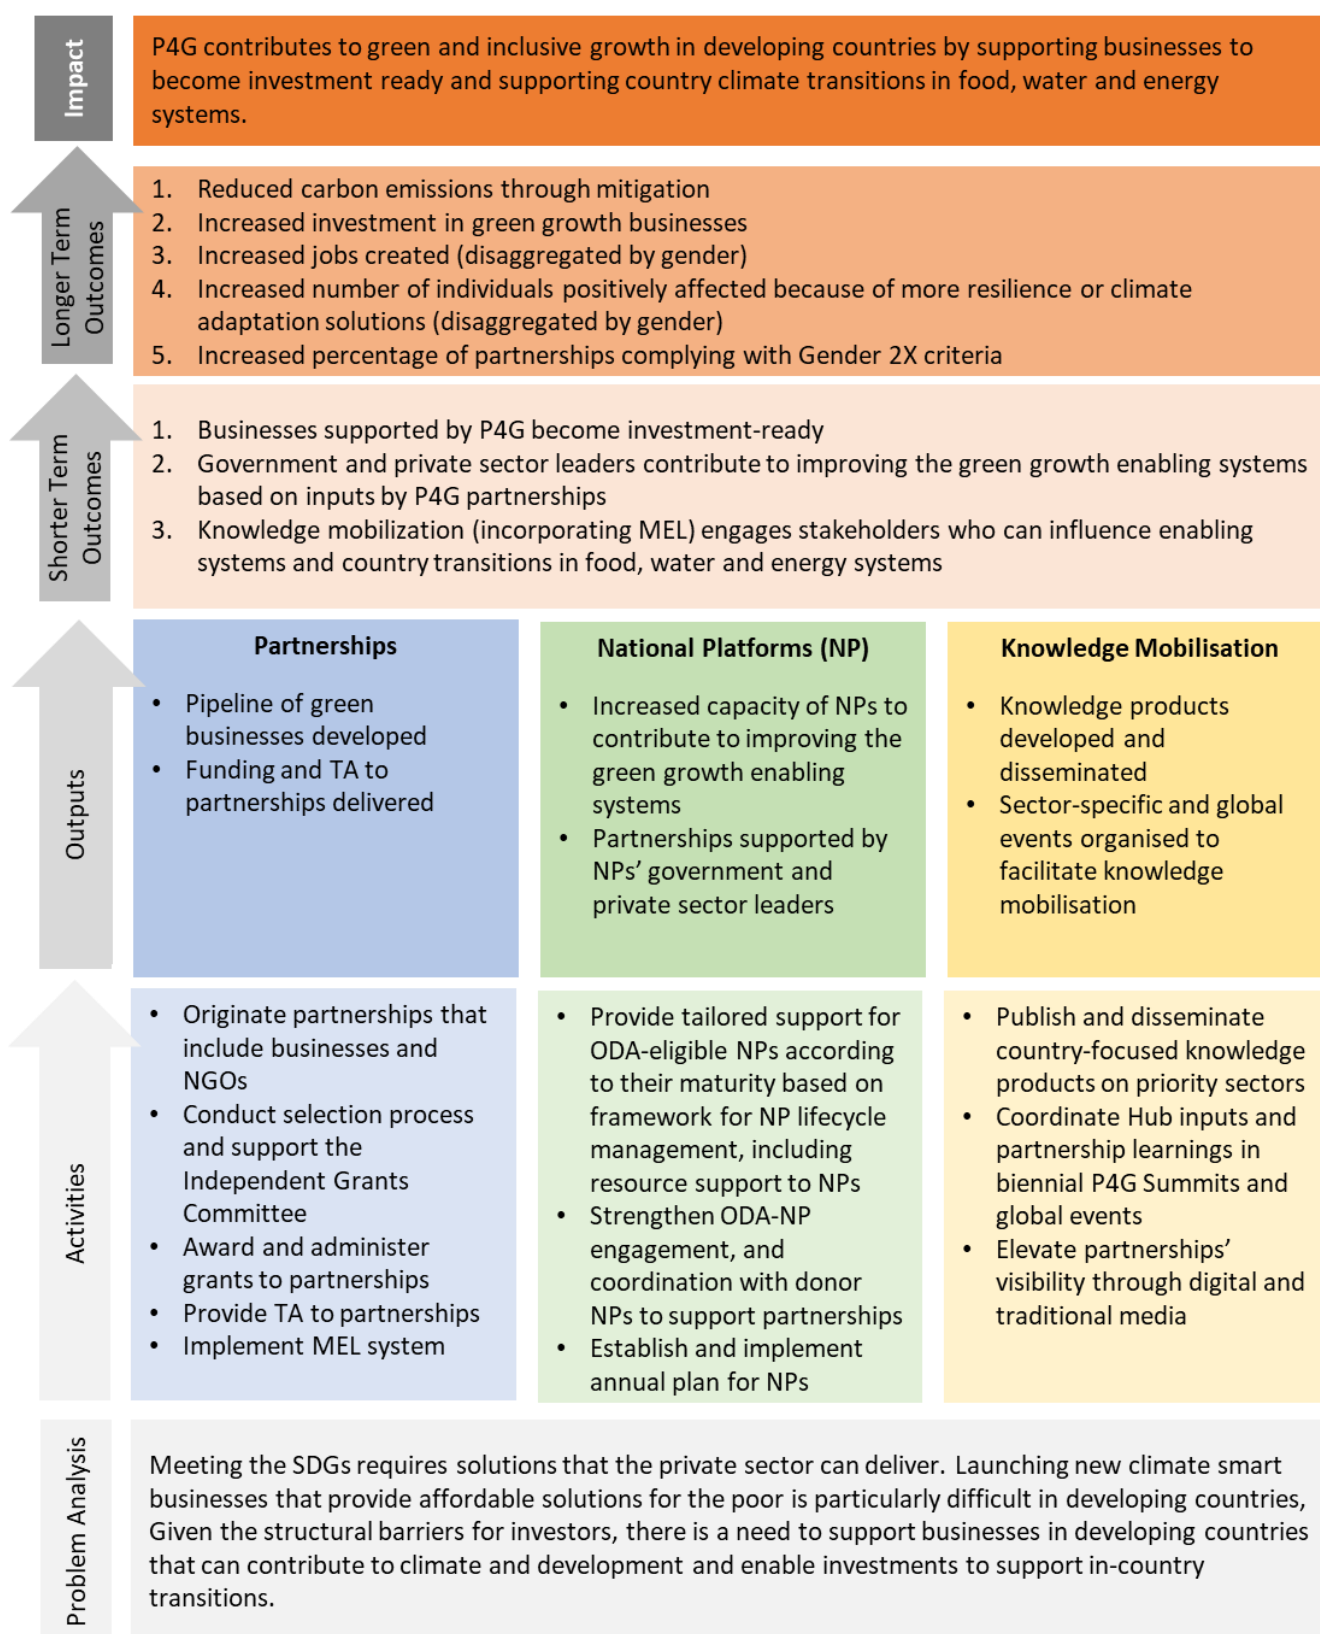 Impact
P4G contributes to green and inclusive growth in developing countries by supporting businesses to
become investment ready and supporting country climate transitions in food, water and energy
systems.
Longer Term
Outcomes
1. Reduced carbon emissions through mitigation
2. Increased investment in green growth businesses
3. Increased jobs created (disaggregated by gender)
4. Increased number of individuals positively affected because of more resilience or climate
adaptation solutions (disaggregated by gender)
5. Increased percentage of partnerships complying with Gender 2X criteria
Shorter Term
Outcomes
1. Businesses supported by P4G become investment-ready
2. Government and private sector leaders contribute to improving the green growth enabling systems
based on inputs by P4G partnerships
3. Knowledge mobilization (incorporating MEL) engages stakeholders who can influence enabling
systems and country transitions in food, water and energy systems
Outputs
Partnerships
• Pipeline of green
businesses developed
• Funding and TA to
partnerships delivered
National Platforms (NP)
• Increased capacity of NPs to
contribute to improving the
green growth enabling
systems
• Partnerships supported by
NPs’ government and
private sector leaders
Knowledge Mobilisation
• Knowledge products
developed and
disseminated
• Sector-specific and global
events organised to
facilitate knowledge
mobilisation
Activities
• Originate partnerships that
include businesses and
NGOs
• Conduct selection process
and support the
Independent Grants
Committee
• Award and administer
grants to partnerships
• Provide TA to partnerships
• Implement MEL system
• Provide tailored support for
ODA-eligible NPs according
to their maturity based on
framework for NP lifecycle
management, including
resource support to NPs
• Strengthen ODA-NP
engagement, and
coordination with donor
NPs to support partnerships
• Establish and implement
annual plan for NPs
• Publish and disseminate
country-focused knowledge
products on priority sectors
• Coordinate Hub inputs and
partnership learnings in
biennial P4G Summits and
global events
• Elevate partnerships’
visibility through digital and
traditional media
Problem Analysis
Meeting the SDGs requires solutions that the private sector can deliver. Launching new climate smart
businesses that provide affordable solutions for the poor is particularly difficult in developing countries,
Given the structural barriers for investors, there is a need to support businesses in developing countries
that can contribute to climate and development and enable investments to support in-country
transitions.